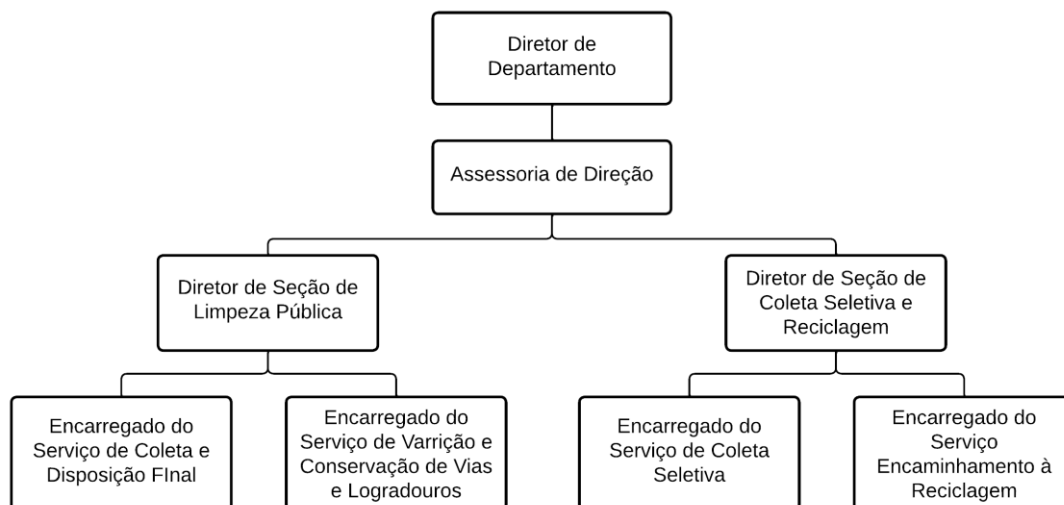 Diretor de
Departamento
Assessoria de Direção
Diretor de Seção de
Limpeza Pública
Diretor de Seção de
Coleta Seletiva e
Reciclagem
Encarregado do
Serviço de Coleta e
Disposição FInal
Encarregado do
Serviço de Varrição e
Conservação de Vias
e Logradouros
Encarregado do
Serviço de Coleta
Seletiva
Encarregado do
Serviço
Encaminhamento à
Reciclagem